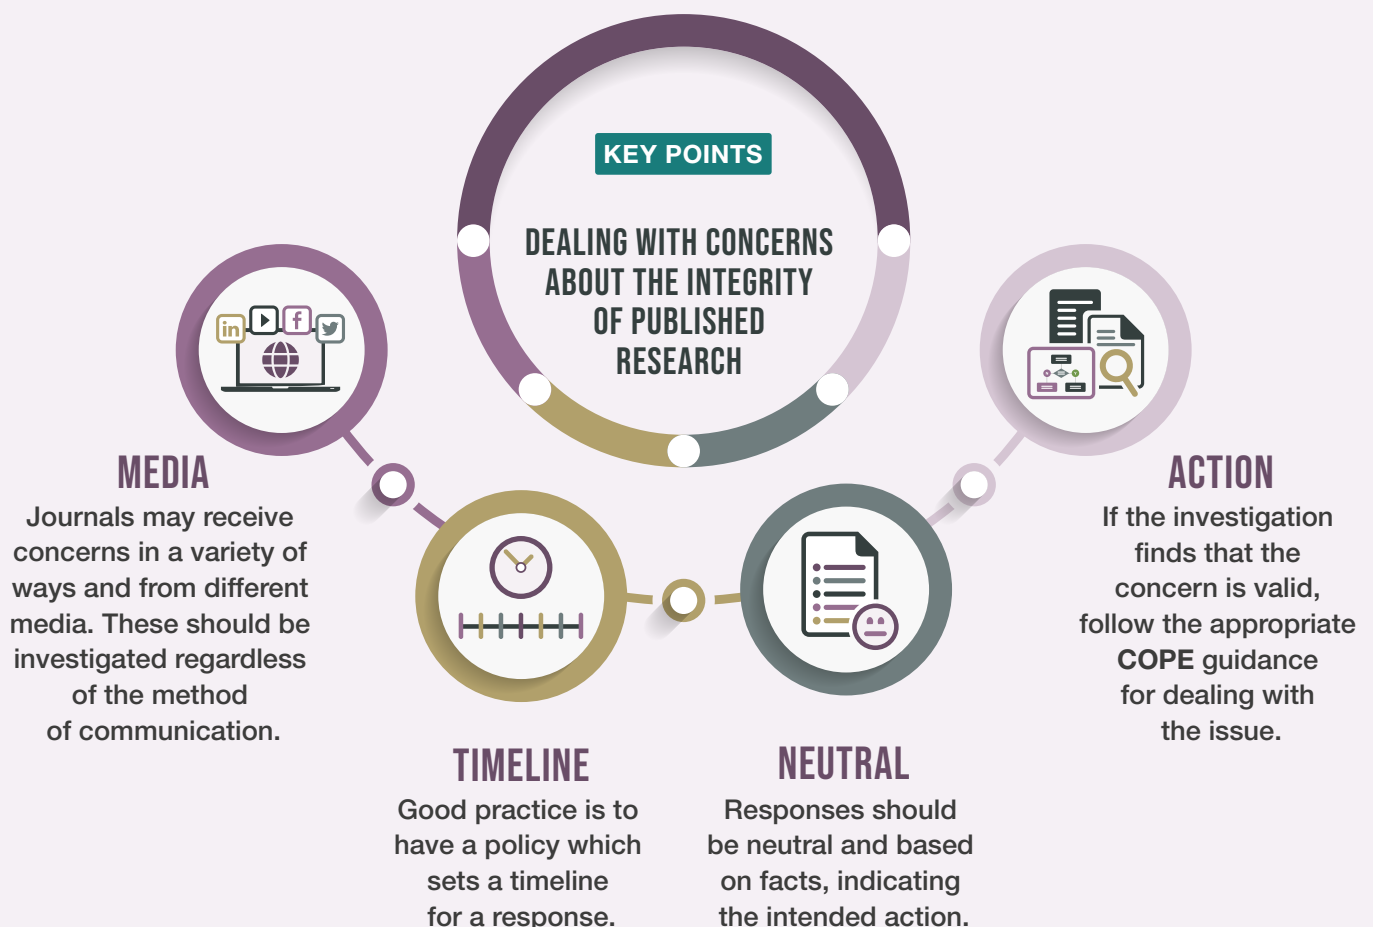 KEY POINTS
DEALING WITH CONCERNS
ABOUT THE INTEGRITY
OF PUBLISHED
RESEARCH
in
f
MEDIA
Journals may receive
concerns in a variety of
ways and from different
media. These should be
investigated regardless
of the method
of communication.
TIMELINE
Good practice is to
have a policy which
sets a timeline
for a response.
NEUTRAL
Responses should
be neutral and based
on facts, indicating
the intended action.
ACTION
If the investigation
finds that the
concern is valid,
follow the appropriate
COPE guidance
for dealing with
the issue.